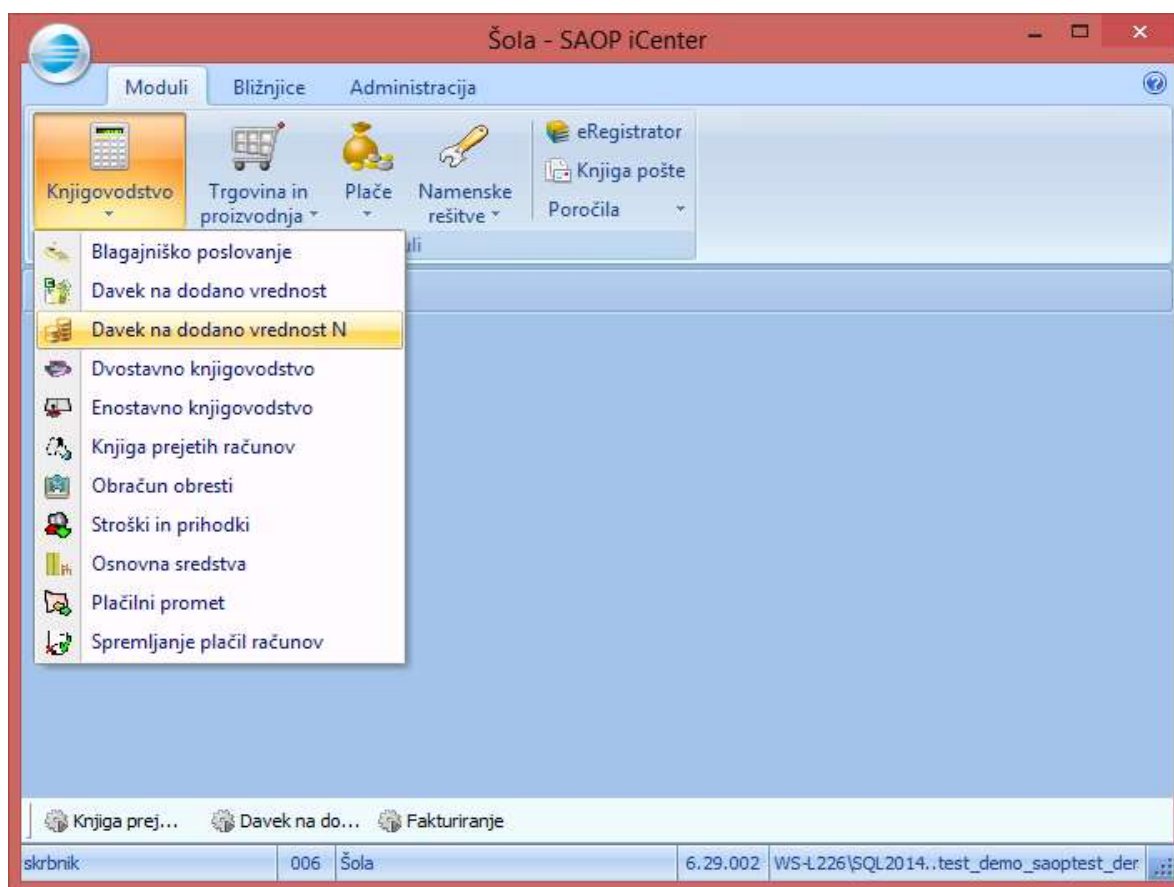 Šola - SAOP iCenter
Moduli Bližnjice Administracija
Knjigovodstvo
Trgovina in proizvodnja
Plače
Namenske rešitve
eRegistrator
Knjiga pošte
Poročila
Blagajniško poslovanje
Davek na dodano vrednost
Davek na dodano vrednost N
Dvostavno knjigovodstvo
Enostavno knjigovodstvo
Knjiga prejetih računov
Obračun obresti
Stroški in prihodki
Osnovna sredstva
Plačilni promet
Spremljanje plačil računov
Knjiga prej... Davek na do... Fakturiranje
skrbnik 006 Šola 6.29.002 WS-L226\SQL2014..test_demo_saoptest_der